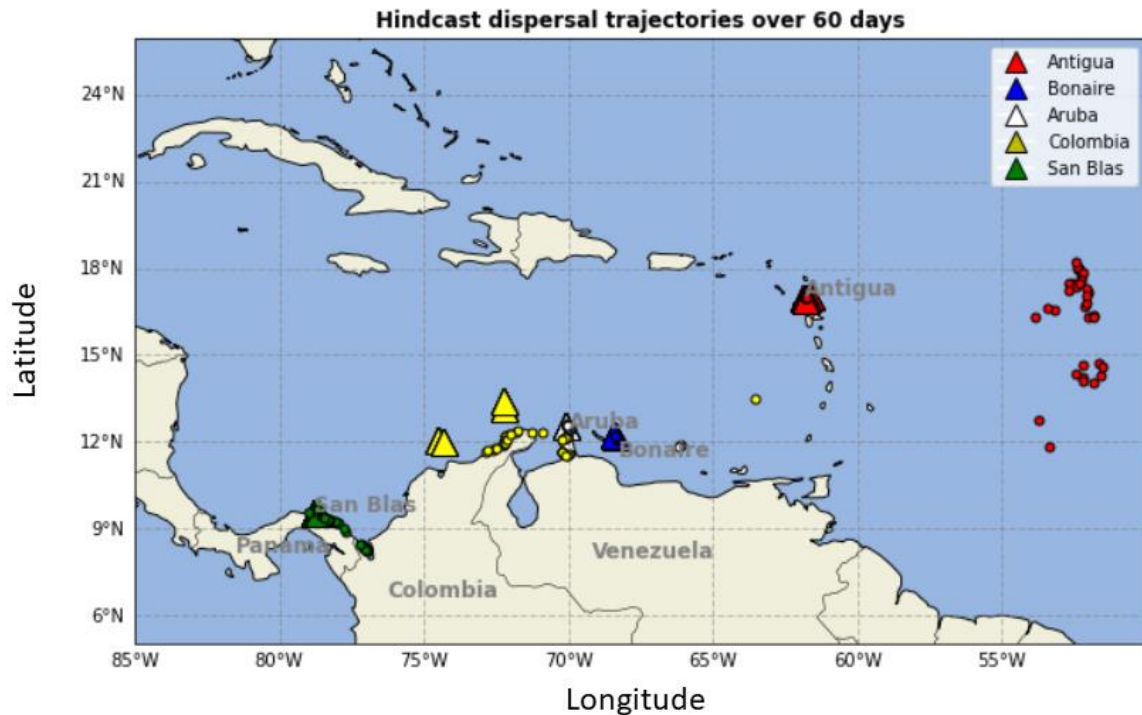 Hindcast dispersal trajectories over 60 days
Antigua
Bonaire
Aruba
Colombia
San Blas
24°N
21°N
18°N
15°N
12°N
9°N
6°N
Latitude
Antigua
Aruba
Bonaire
San Blas
Panama
Venezuela
Colombia
85°W
80°W
75°W
70°W
65°W
60°W
55°W
Longitude